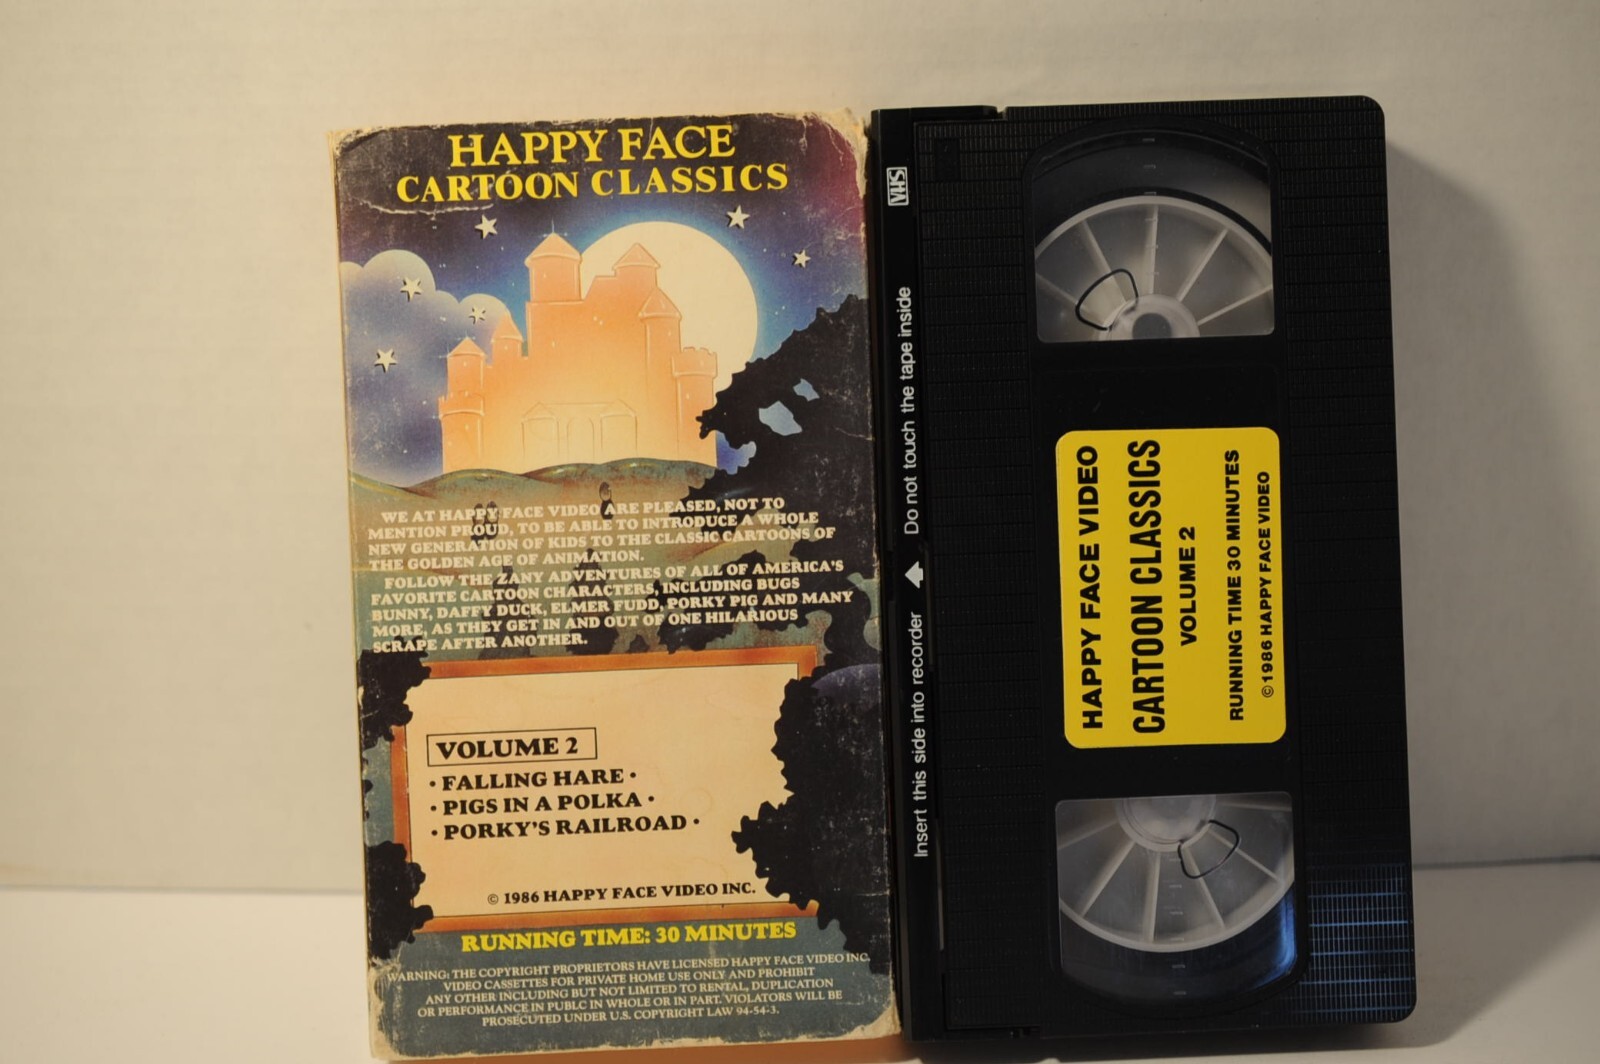 HAPPY FACE
CARTOON CLASSICS
WE AT HAPPY FACE VIDEO ARE PLEASED, NOT TO
MENTION PROUD, TO BE ABLE TO INTRODUCE A WHOLE
NEW GENERATION OF KIDS TO THE CLASSIC CARTOONS OF
THE GOLDEN AGE OF ANIMATION.
FOLLOW THE ZANY ADVENTURES OF ALL OF AMERICA'S
FAVORITE CARTOON CHARACTERS, INCLUDING BUGS
BUNNY, DAFFY DUCK, ELMER FUDD, PORKY PIG AND MANY
MORE, AS THEY GET IN AND OUT OF ONE HILARIOUS
SCRAPE AFTER ANOTHER.
VOLUME 2
• FALLING HARE •
• PIGS IN A POLKA •
• PORKY'S RAILROAD •
© 1986 HAPPY FACE VIDEO INC.
RUNNING TIME: 30 MINUTES
WARNING: THE COPYRIGHT PROPRIETORS HAVE LICENSED HAPPY FACE VIDEO INC.
VIDEO CASSETTES FOR PRIVATE HOME USE ONLY AND PROHIBIT
ANY OTHER INCLUDING BUT NOT LIMITED TO RENTAL, DUPLICATION
OR PERFORMANCE IN PUBLC IN WHOLE OR IN PART. VIOLATORS WILL BE
PROSECUTED UNDER U.S. COPYRIGHT LAW 94-54-3.
VHS
Insert this side into recorder Do not touch the tape inside
HAPPY FACE VIDEO
CARTOON CLASSICS
VOLUME 2
RUNNING TIME 30 MINUTES
© 1986 HAPPY FACE VIDEO